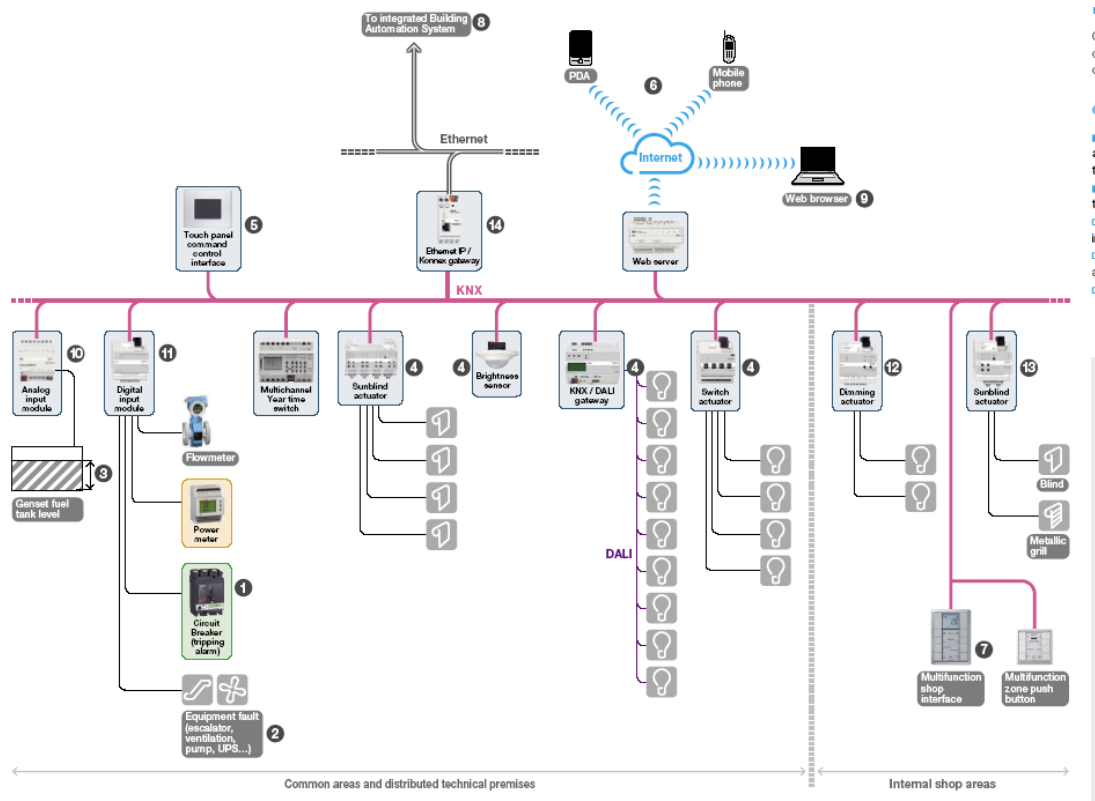 To integrated Building
Automation System
8
PDA
6
Mobile
phone
Ethernet
Internet
Web browser
9
5
Touch panel
command
control
interface
14
Ethernet IP /
Konnex gateway
Web server
KNX
10
Analog
input
module
11
Digital
input
module
Multichannel
Year time
switch
4
Sunblind
actuator
4
Brightness
sensor
4
KNX / DALI
gateway
4
Switch
actuator
12
Dimming
actuator
13
Sunblind
actuator
Flowmeter
3
Genset fuel
tank level
Power
meter
Blind
Metallic
grill
DALI
1
Circuit
Breaker
(tripping
alarm)
7
Multifunction
shop
interface
Multifunction
zone push
button
Equipment fault
(escalator,
ventilation,
pump, UPS...)
2
Common areas and distributed technical premises
Internal shop areas